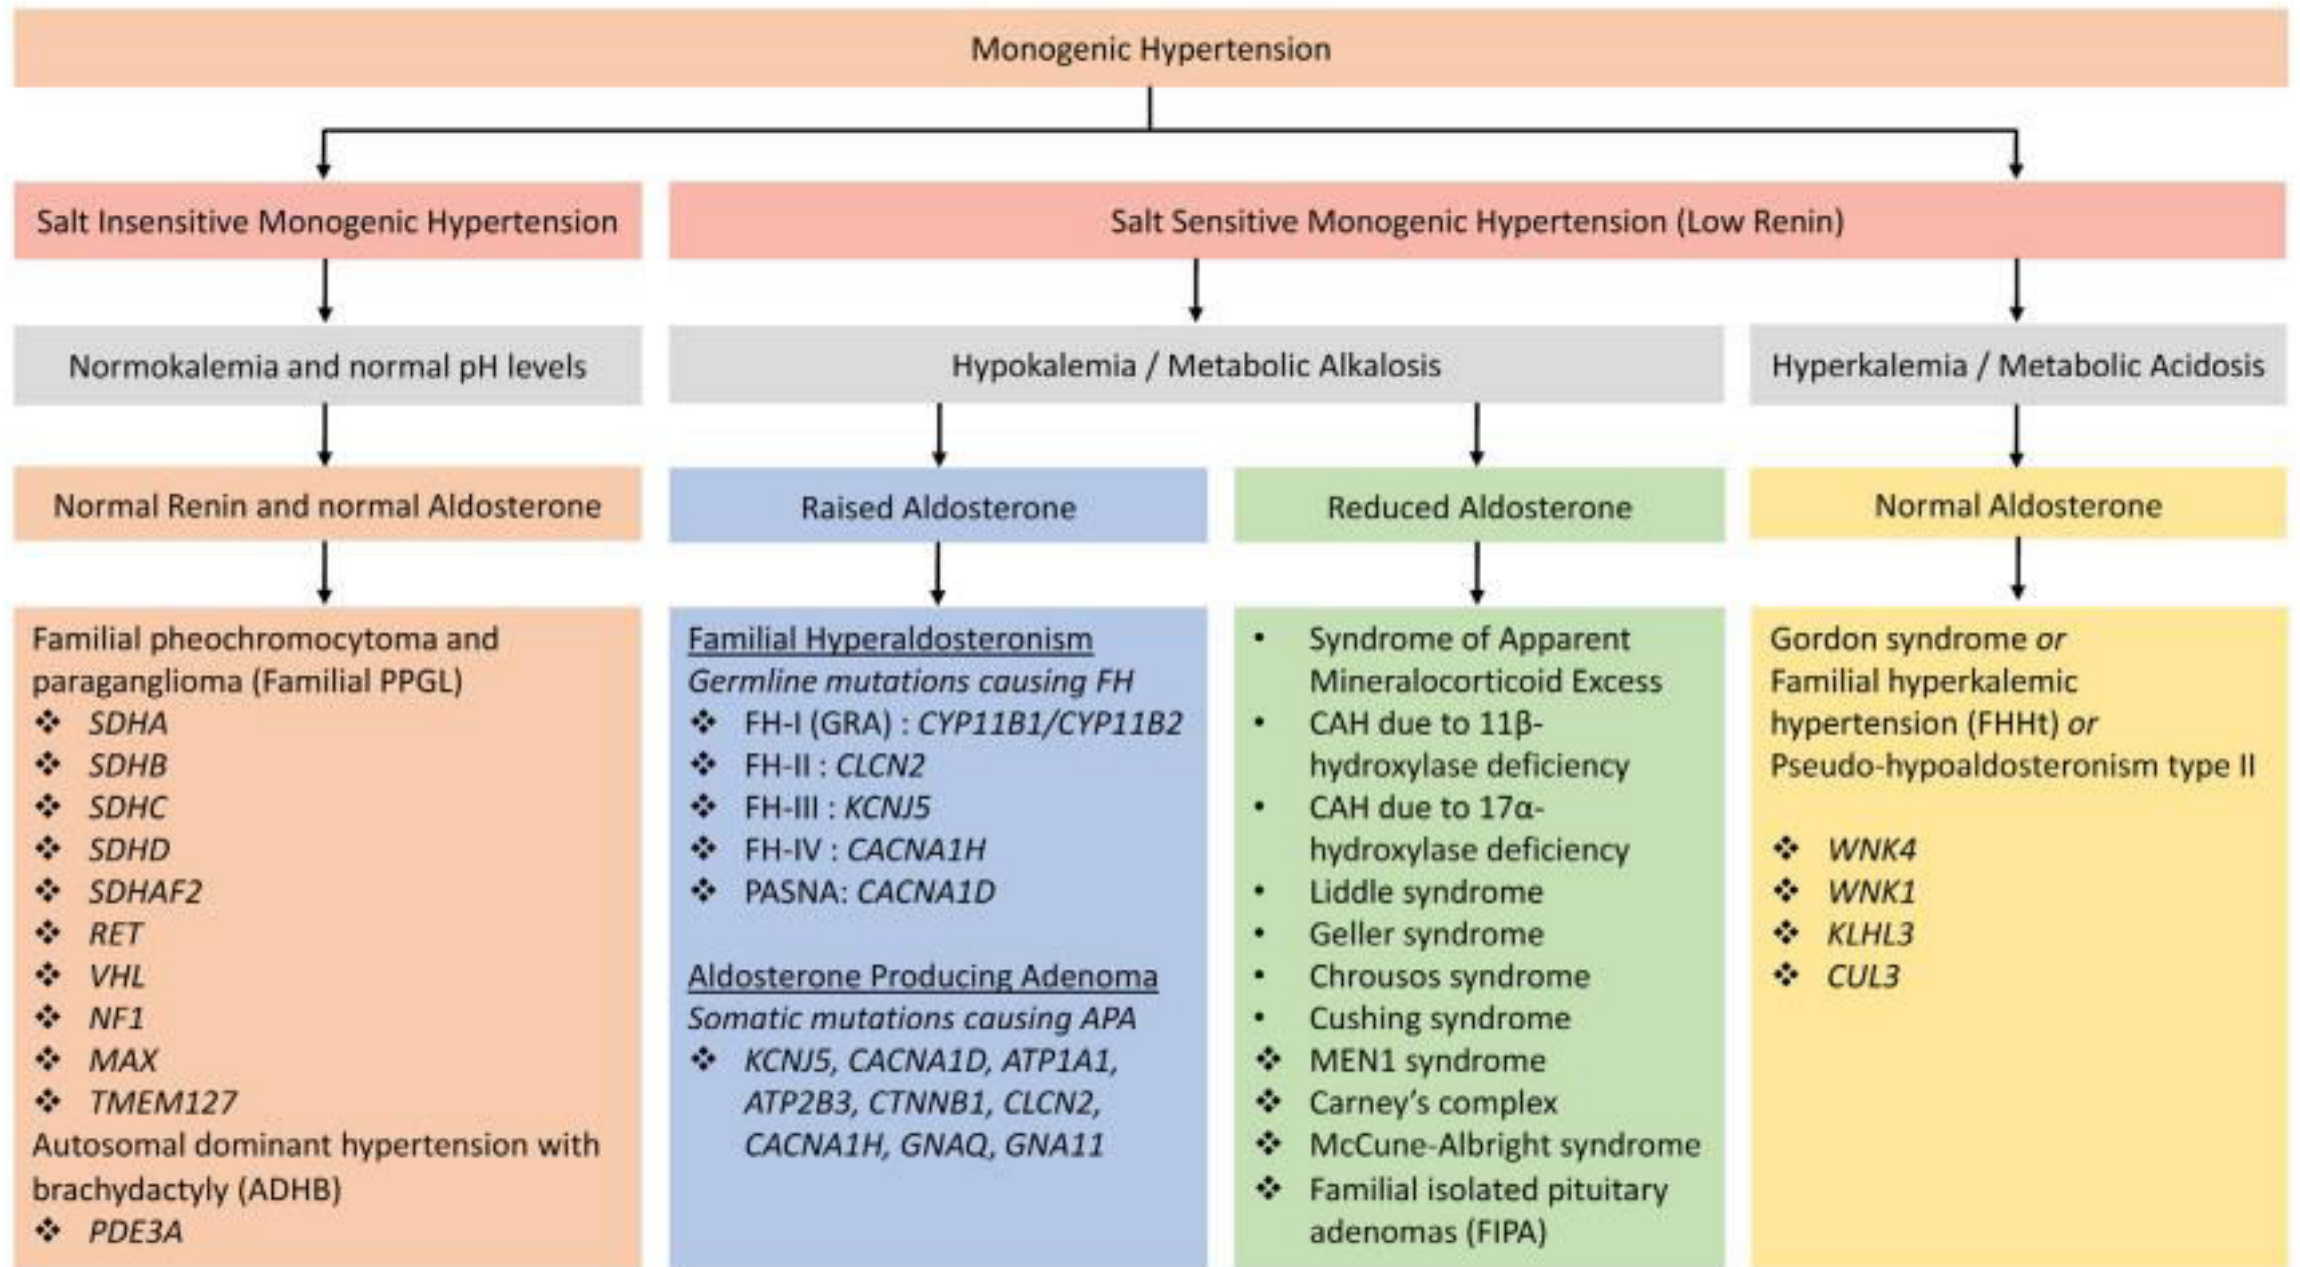 Monogenic Hypertension
Salt Insensitive Monogenic Hypertension
Salt Sensitive Monogenic Hypertension (Low Renin)
Normokalemia and normal pH levels
Hypokalemia / Metabolic Alkalosis
Hyperkalemia / Metabolic Acidosis
Normal Renin and normal Aldosterone
Raised Aldosterone
Reduced Aldosterone
Normal Aldosterone
Familial pheochromocytoma and
paraganglioma (Familial PPGL)
❖ SDHA
❖ SDHB
❖ SDHC
❖ SDHD
❖ SDHAF2
❖ RET
❖ VHL
❖ NF1
❖ MAX
❖ TMEM127
Autosomal dominant hypertension with
brachydactyly (ADHB)
❖ PDE3A
Familial Hyperaldosteronism
Germline mutations causing FH
❖ FH-I (GRA) : CYP11B1/CYP11B2
❖ FH-II : CLCN2
❖ FH-III : KCNJ5
❖ FH-IV : CACNA1H
❖ PASNA: CACNA1D
Aldosterone Producing Adenoma
Somatic mutations causing APA
❖ KCNJ5, CACNA1D, ATP1A1,
ATP2B3, CTNNB1, CLCN2,
CACNA1H, GNAQ, GNA11
• Syndrome of Apparent
Mineralocorticoid Excess
• CAH due to 11β-
hydroxylase deficiency
• CAH due to 17α-
hydroxylase deficiency
• Liddle syndrome
• Geller syndrome
• Chrousos syndrome
• Cushing syndrome
❖ MEN1 syndrome
❖ Carney's complex
❖ McCune-Albright syndrome
❖ Familial isolated pituitary
adenomas (FIPA)
Gordon syndrome or
Familial hyperkalemic
hypertension (FHHt) or
Pseudo-hypoaldosteronism type II
❖ WNK4
❖ WNK1
❖ KLHL3
❖ CUL3